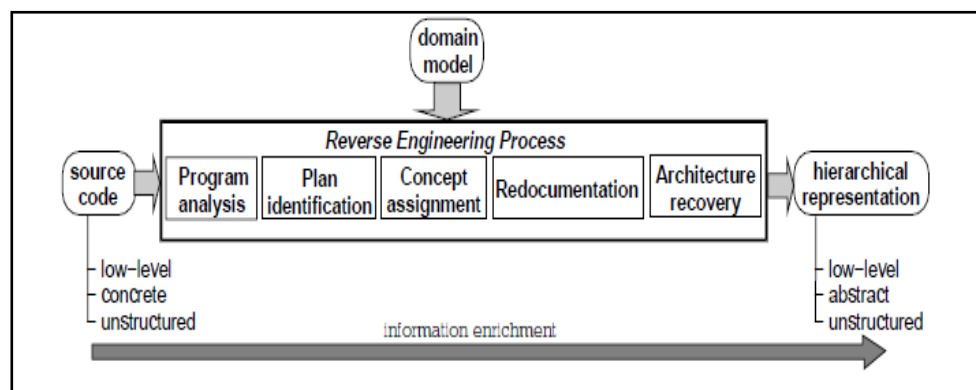 domain
model
Reverse Engineering Process
source
code
Program
analysis
Plan
identification
Concept
assignment
Redocumentation
Architecture
recovery
hierarchical
representation
low-level
concrete
unstructured
low-level
abstract
unstructured
information enrichment